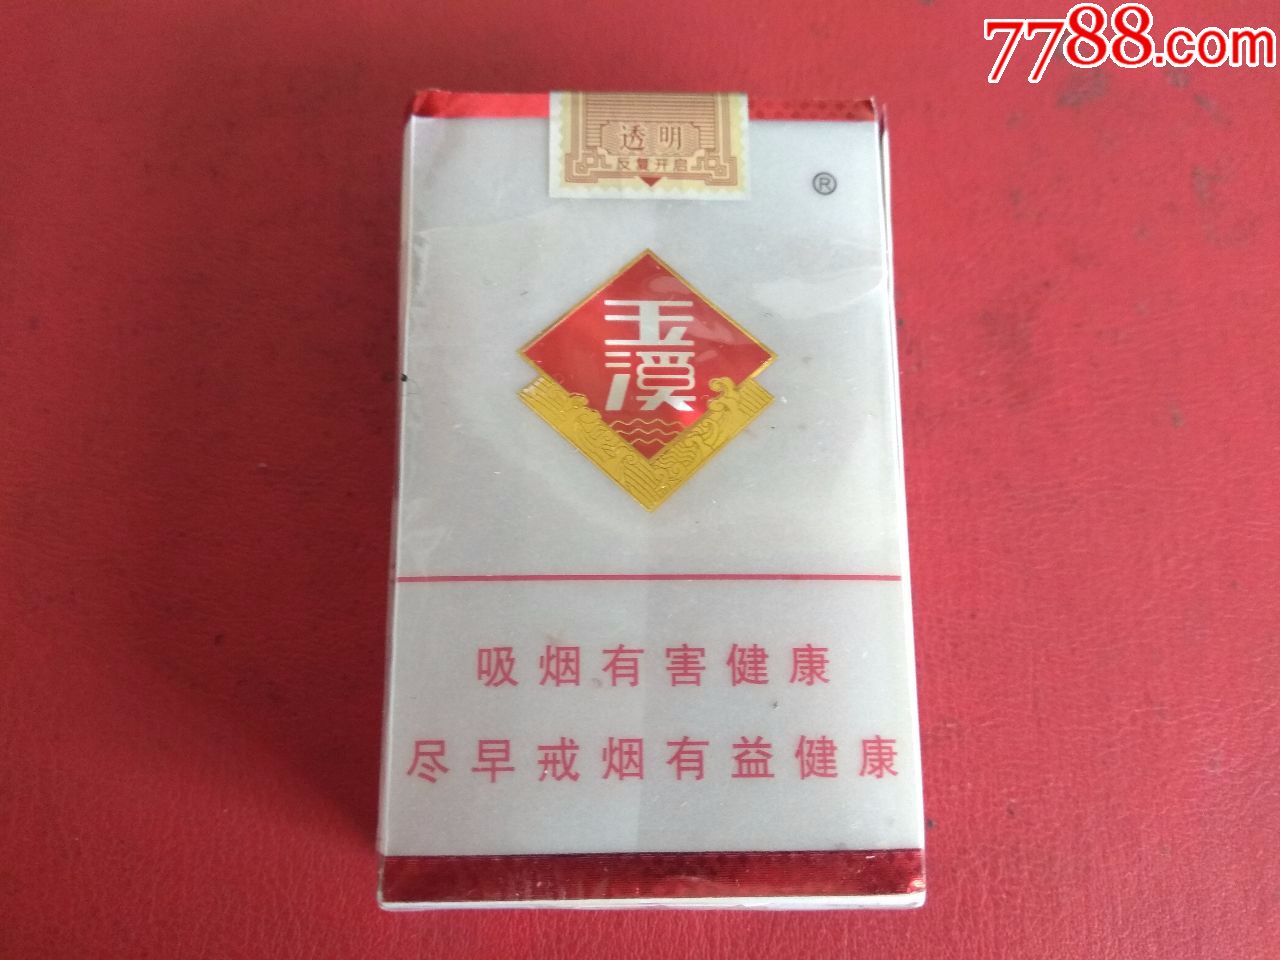 7788.com
透明
反复开启
®
玉
溪
吸烟有害健康
尽早戒烟有益健康